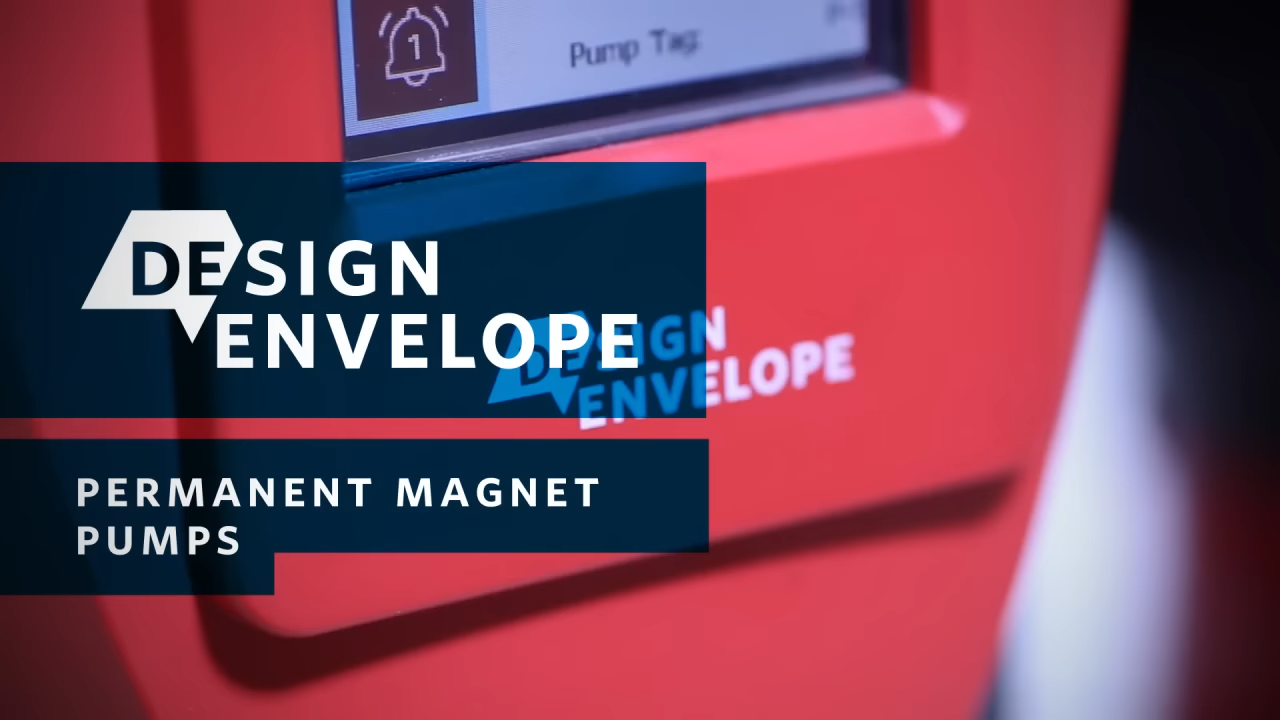 1
Pump Tag:
DESIGN
ENVELOPE
DESIGN
ENVELOPE
PERMANENT MAGNET
PUMPS